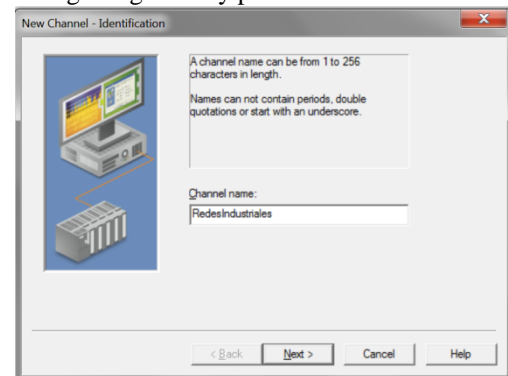 New Channel - Identification
A channel name can be from 1 to 256
characters in length.
Names can not contain periods, double
quotations or start with an underscore.
Channel name:
RedesIndustriales
< Back
Next >
Cancel
Help